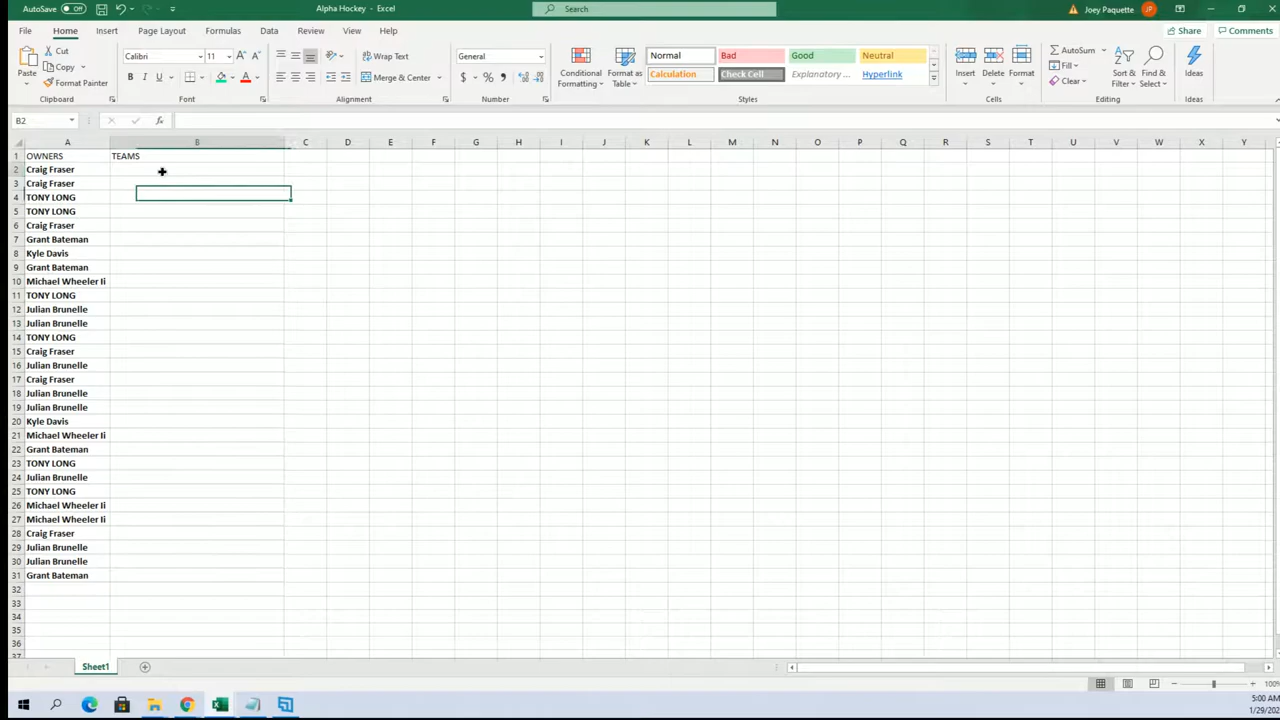 AutoSave Off Alpha Hockey - Excel Search Joey Paquette JP
File Home Insert Page Layout Formulas Data Review View Help Share Comments
Paste Cut Copy Format Painter Clipboard
Calibri 11 B I U Font
Wrap Text Merge & Center Alignment
General $ % Number
Conditional Formatting Format as Table
Normal Bad Good Neutral
Calculation Check Cell Explanatory ... Hyperlink
Styles
Insert Delete Format Cells
AutoSum Fill Clear Sort & Filter Find & Select Editing
Ideas Ideas
B2 fx
A B C D E F G H I J K L M N O P Q R S T U V W X Y
1 OWNERS TEAMS
2 Craig Fraser
3 Craig Fraser
4 TONY LONG
5 TONY LONG
6 Craig Fraser
7 Grant Bateman
8 Kyle Davis
9 Grant Bateman
10 Michael Wheeler Ii
11 TONY LONG
12 Julian Brunelle
13 Julian Brunelle
14 TONY LONG
15 Craig Fraser
16 Julian Brunelle
17 Craig Fraser
18 Julian Brunelle
19 Julian Brunelle
20 Kyle Davis
21 Michael Wheeler Ii
22 Grant Bateman
23 TONY LONG
24 Julian Brunelle
25 TONY LONG
26 Michael Wheeler Ii
27 Michael Wheeler Ii
28 Craig Fraser
29 Julian Brunelle
30 Julian Brunelle
31 Grant Bateman
32
33
34
35
36
37
Sheet1
100%
5:00 AM
1/29/202